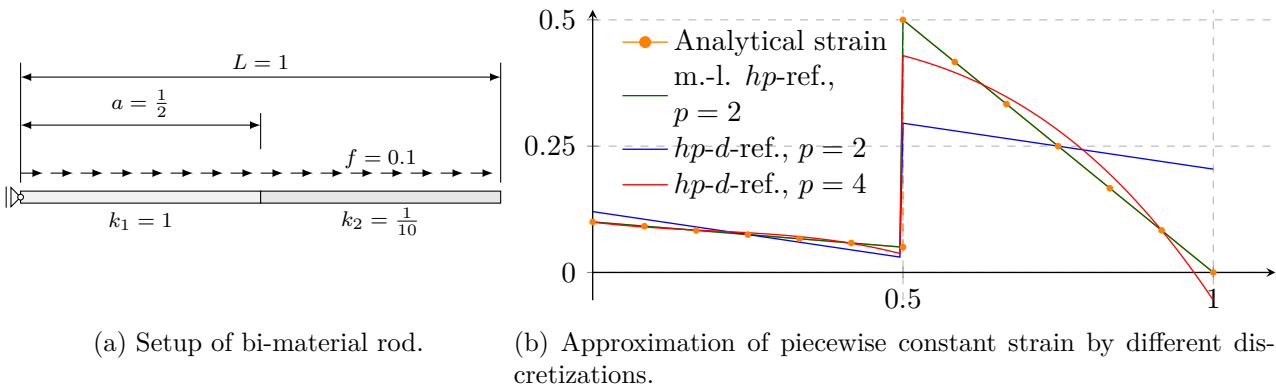 L = 1
a = 1/2
f = 0.1
k₁ = 1
k₂ = 1/10
(a) Setup of bi-material rod.
0.5
0.25
0
0.5
1
Analytical strain
m.-l. hp-ref.,
p = 2
hp-d-ref., p = 2
hp-d-ref., p = 4
(b) Approximation of piecewise constant strain by different dis-
cretizations.